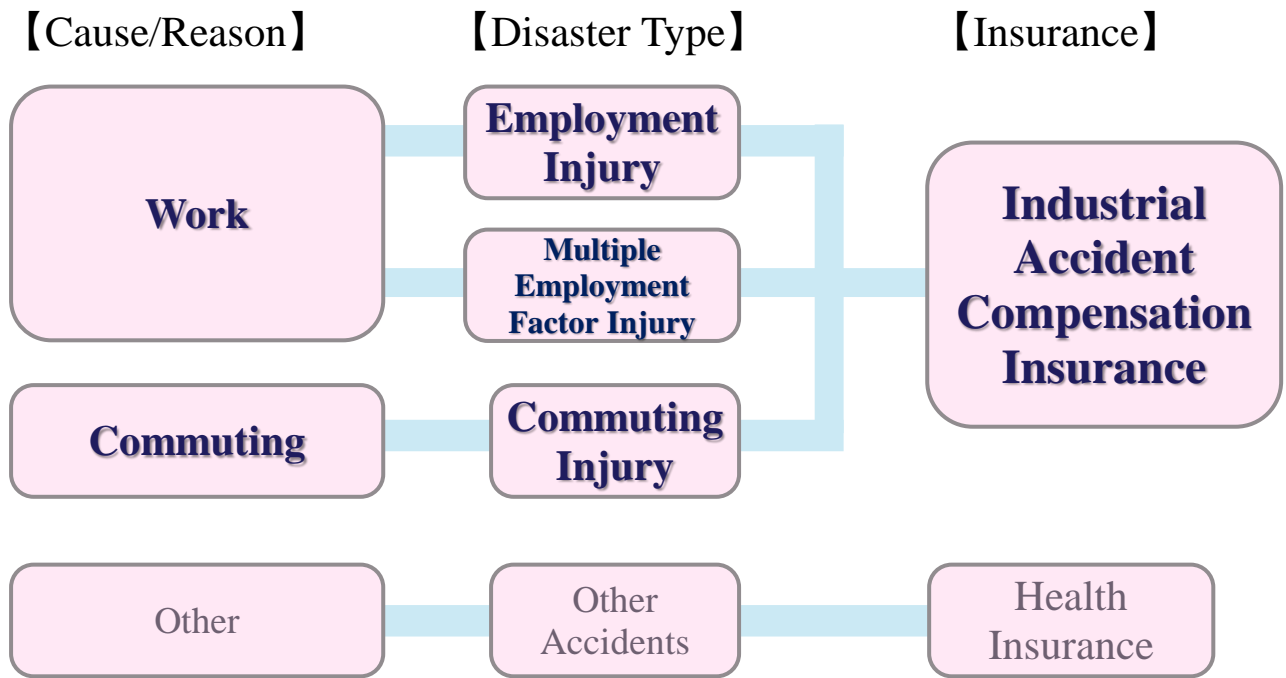 【Cause/Reason】
【Disaster Type】
【Insurance】
Work
Employment
Injury
Multiple
Employment
Factor Injury
Industrial
Accident
Compensation
Insurance
Commuting
Commuting
Injury
Other
Other
Accidents
Health
Insurance